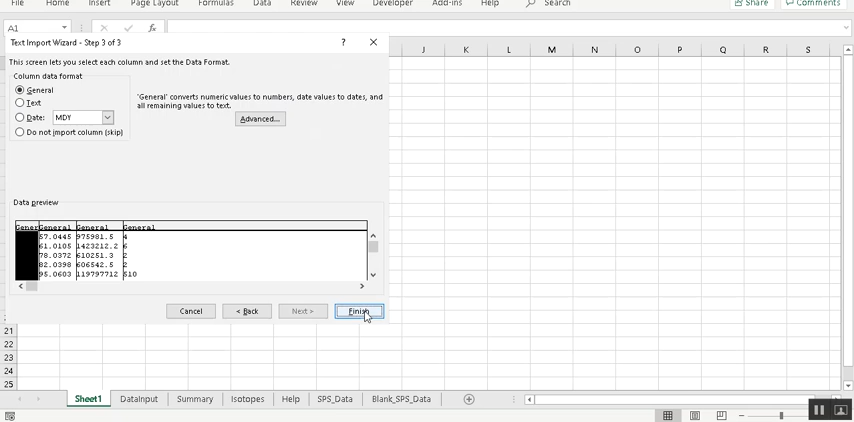 File Home Insert Page Layout Formulas Data Review View Developer Add-ins Help Search Share Comments
A1 fx
Text Import Wizard - Step 3 of 3 ?
J K L M N O P Q R S
This screen lets you select each column and set the Data Format.
Column data format
General
Text
Date: MDY
Do not import column (skip)
'General' converts numeric values to numbers, date values to dates, and
all remaining values to text.
Advanced...
Data preview
Gener General General General
57.0445 975981.5 4
61.0105 1423212.2 6
78.0372 610251.3 2
82.0398 606542.5 2
95.0603 119797712 510
Cancel < Back Next > Finish
21
22
23
24
25
Sheet1 DataInput Summary Isotopes Help SPS_Data Blank_SPS_Data